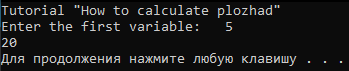 Tutorial "How to calculate plozhad"
Enter the first variable:   5
20
Для продолжения нажмите любую клавишу . . .